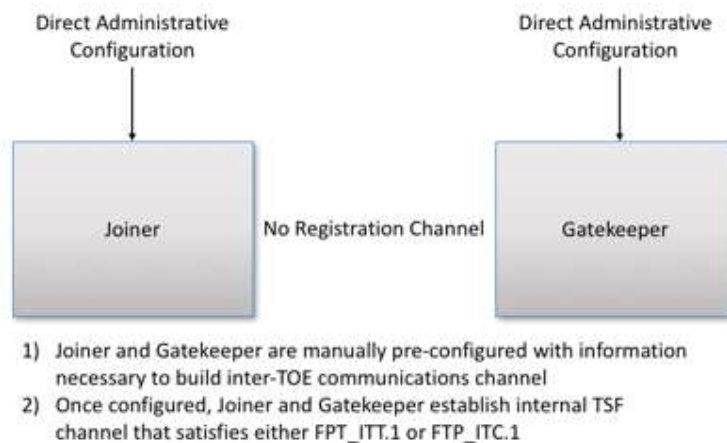 Direct Administrative
Configuration
Direct Administrative
Configuration
Joiner
No Registration Channel
Gatekeeper
1) Joiner and Gatekeeper are manually pre-configured with information
necessary to build inter-TOE communications channel
2) Once configured, Joiner and Gatekeeper establish internal TSF
channel that satisfies either FPT_ITT.1 or FTP_ITC.1